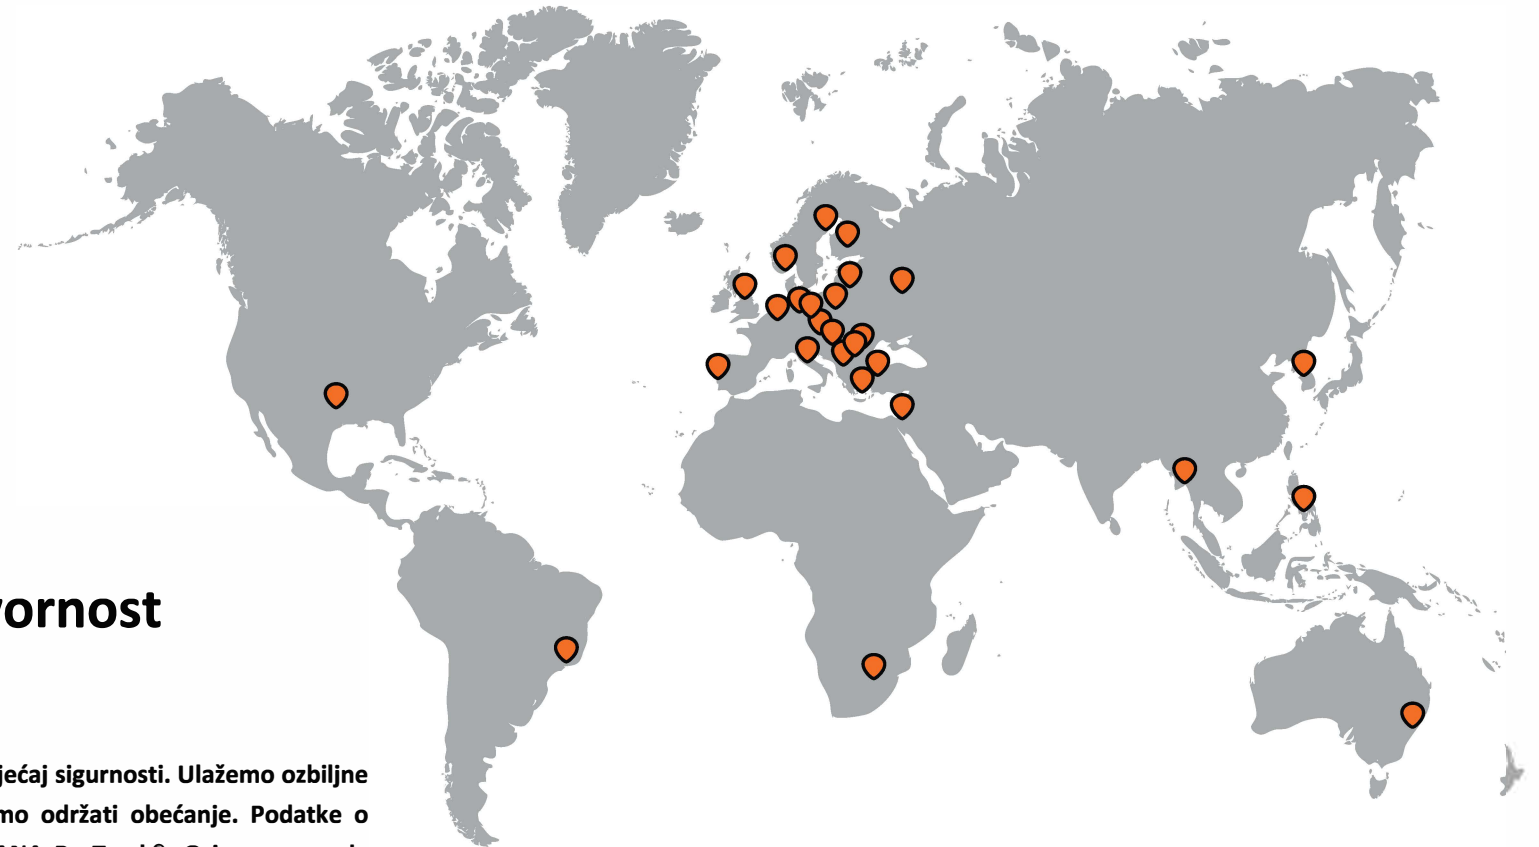 vornost
jećaj sigurnosti. Ulažemo ozbiljne
mo održati obećanje. Podatke o